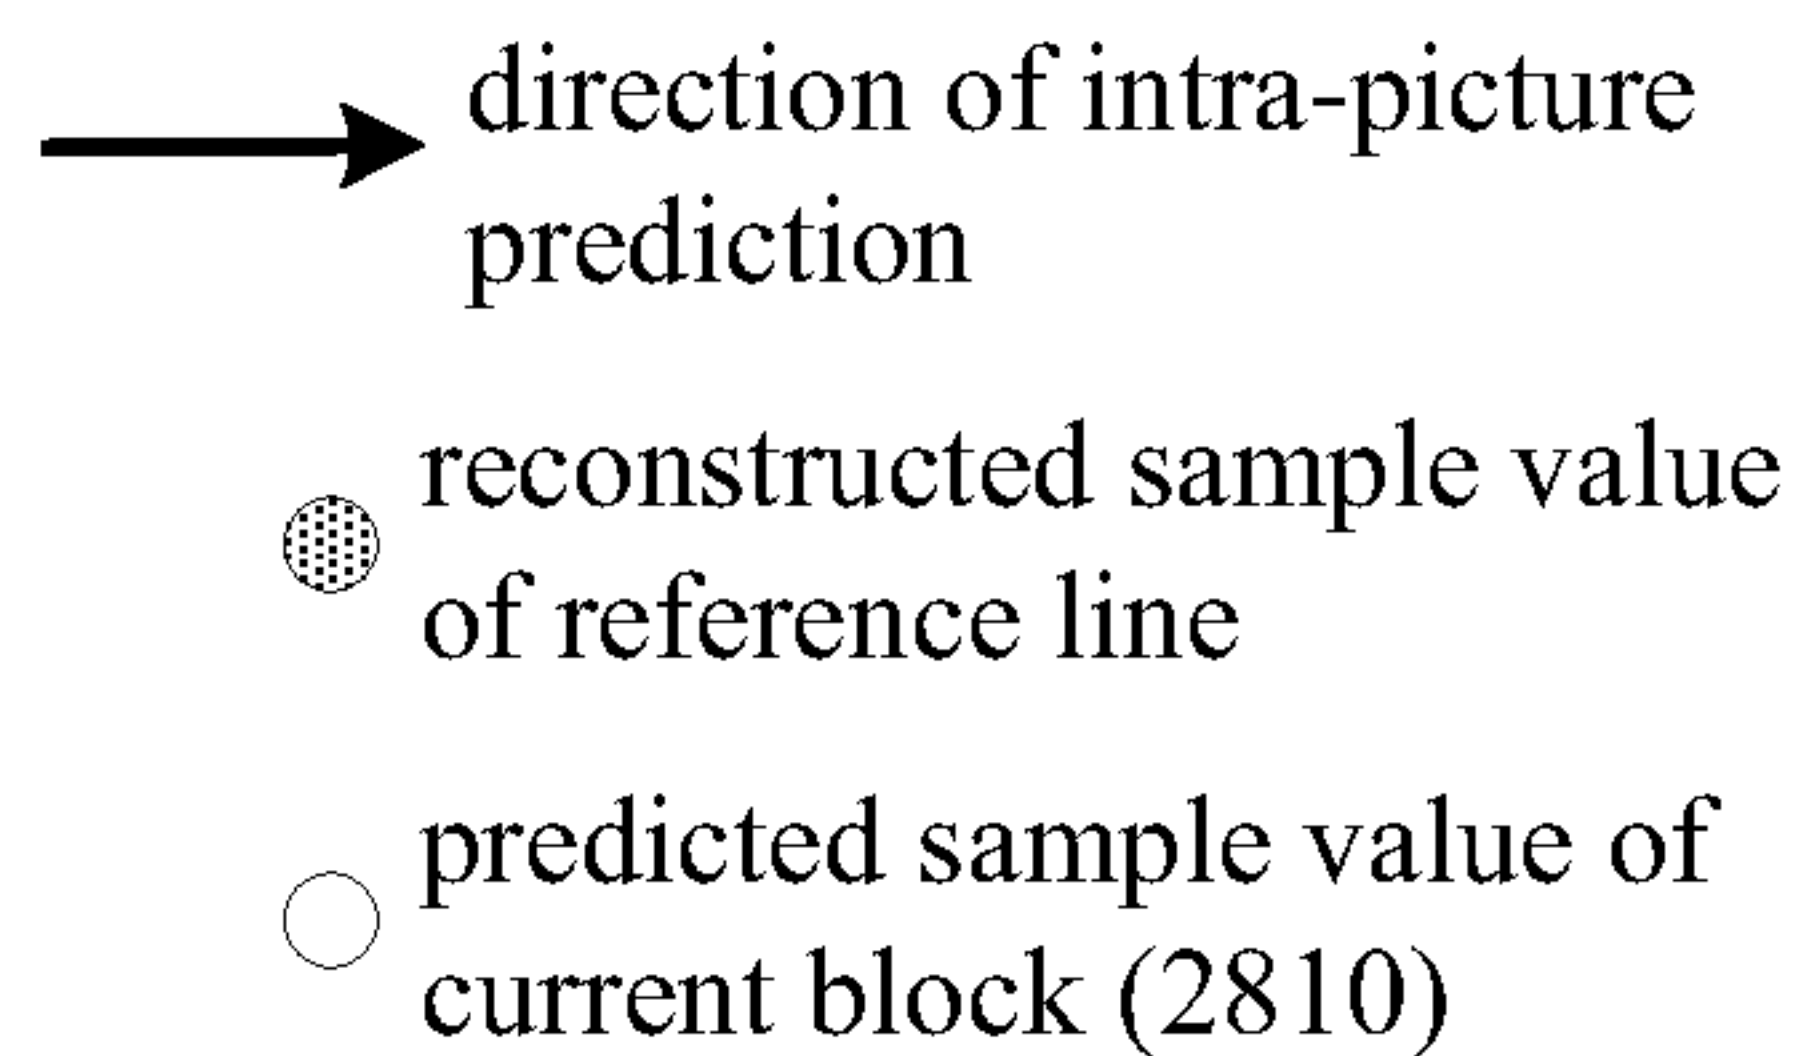 direction of intra-picture
prediction
reconstructed sample value
of reference line
predicted sample value of
current block (2810)